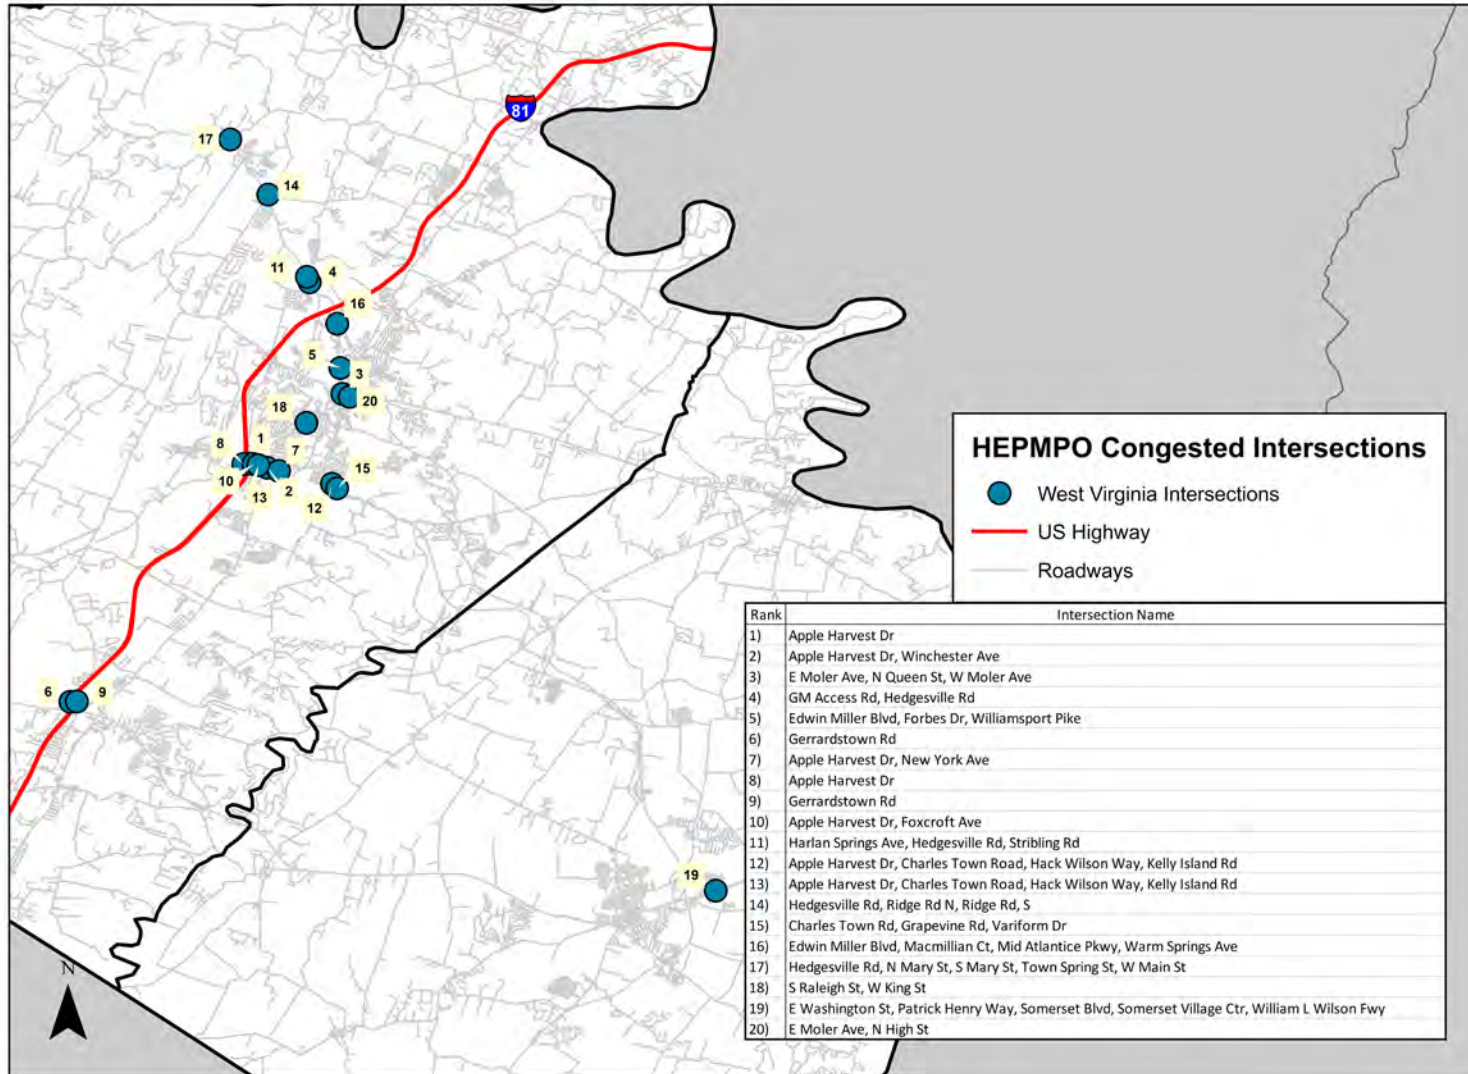 81
17
14
11
4
16
5
3
20
18
8
1
7
15
10
13
2
12
6
9
19
N
HEPMPO Congested Intersections
West Virginia Intersections
US Highway
Roadways
Rank Intersection Name
1) Apple Harvest Dr
2) Apple Harvest Dr, Winchester Ave
3) E Moler Ave, N Queen St, W Moler Ave
4) GM Access Rd, Hedgesville Rd
5) Edwin Miller Blvd, Forbes Dr, Williamsport Pike
6) Gerrardstown Rd
7) Apple Harvest Dr, New York Ave
8) Apple Harvest Dr
9) Gerrardstown Rd
10) Apple Harvest Dr, Foxcroft Ave
11) Harlan Springs Ave, Hedgesville Rd, Stribling Rd
12) Apple Harvest Dr, Charles Town Road, Hack Wilson Way, Kelly Island Rd
13) Apple Harvest Dr, Charles Town Road, Hack Wilson Way, Kelly Island Rd
14) Hedgesville Rd, Ridge Rd N, Ridge Rd, S
15) Charles Town Rd, Grapevine Rd, Variform Dr
16) Edwin Miller Blvd, Macmillian Ct, Mid Atlantice Pkwy, Warm Springs Ave
17) Hedgesville Rd, N Mary St, S Mary St, Town Spring St, W Main St
18) S Raleigh St, W King St
19) E Washington St, Patrick Henry Way, Somerset Blvd, Somerset Village Ctr, William L Wilson Fwy
20) E Moler Ave, N High St